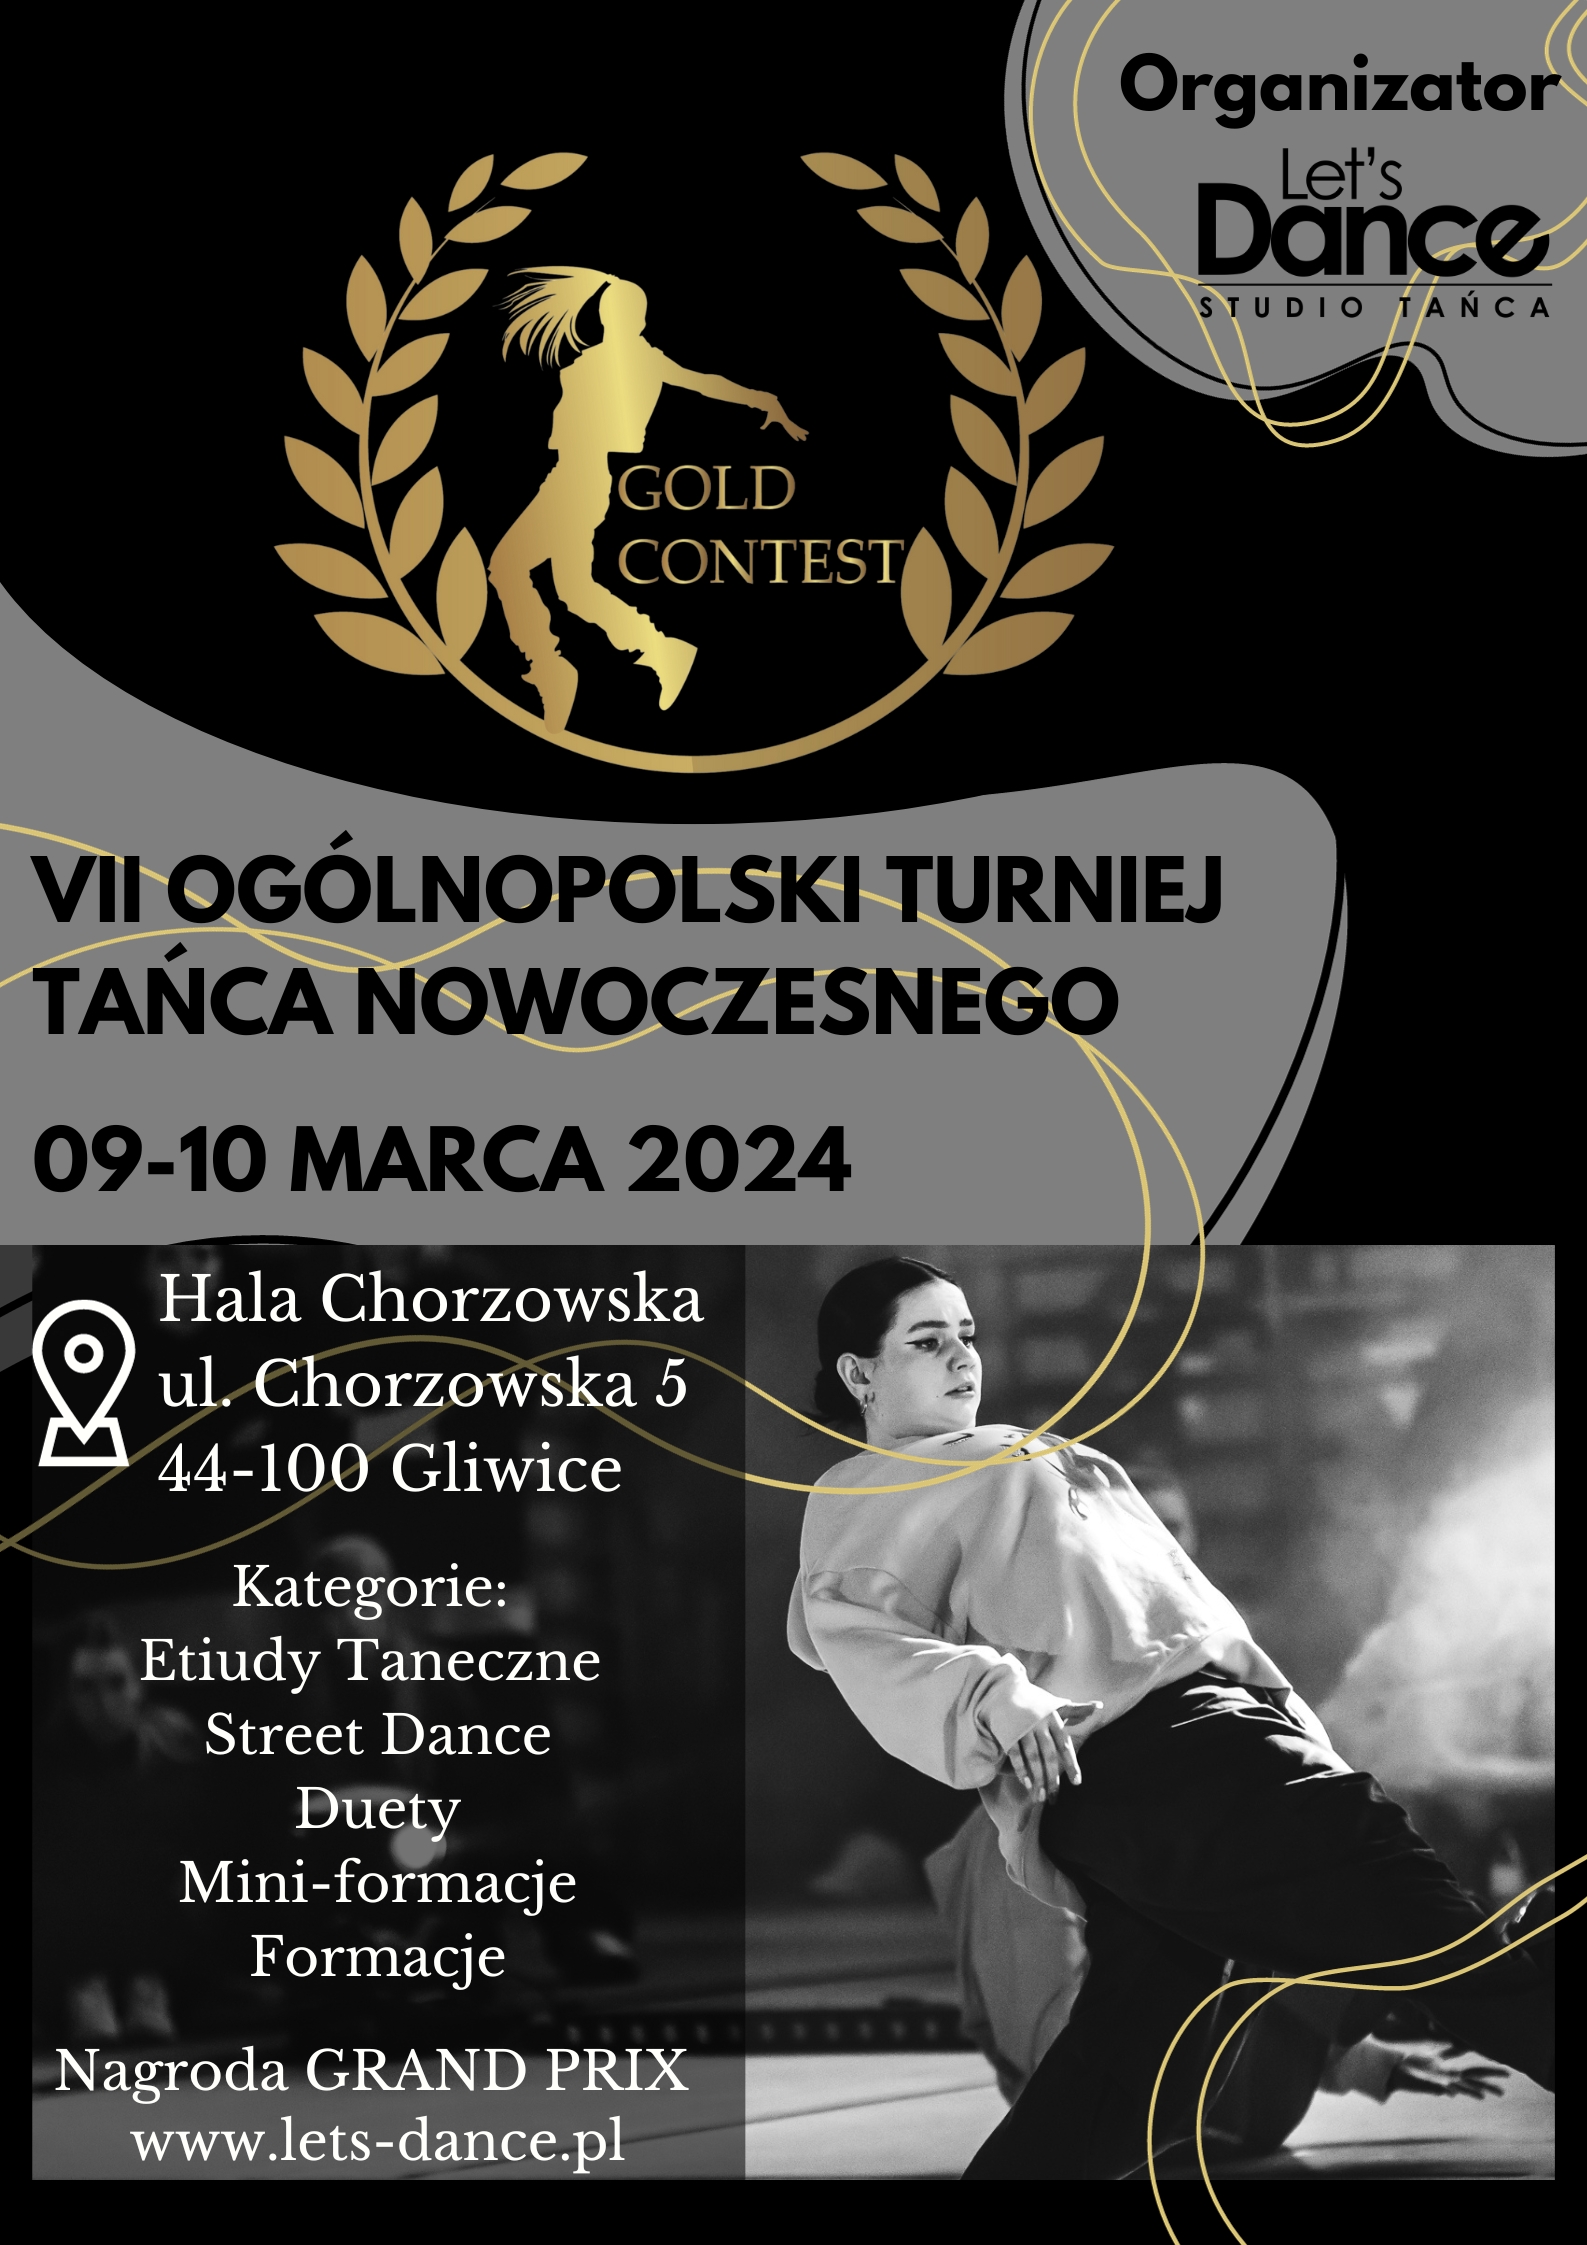 Organizator
Let's
Dance
STUDIO TAŃCA
GOLD
CONTEST
VII OGÓLNOPOLSKI TURNIEJ
TAŃCA NOWOCZESNEGO
09-10 MARCA 2024
Hala Chorzowska
ul. Chorzowska 5
44-100 Gliwice
Kategorie:
Etiudy Taneczne
Street Dance
Duety
Mini-formacje
Formacje
Nagroda GRAND PRIX
www.lets-dance.pl